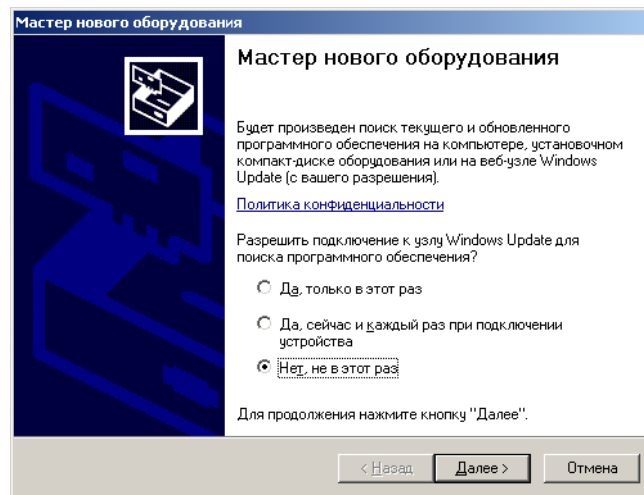 Мастер нового оборудования
Мастер нового оборудования
Будет произведен поиск текущего и обновленного
программного обеспечения на компьютере, установочном
компакт-диске оборудования или на веб-узле Windows
Update (с вашего разрешения).
Политика конфиденциальности
Разрешить подключение к узлу Windows Update для
поиска программного обеспечения?
Да, только в этот раз
Да, сейчас и каждый раз при подключении
устройства
Нет, не в этот раз
Для продолжения нажмите кнопку "Далее".
< Назад
Далее >
Отмена